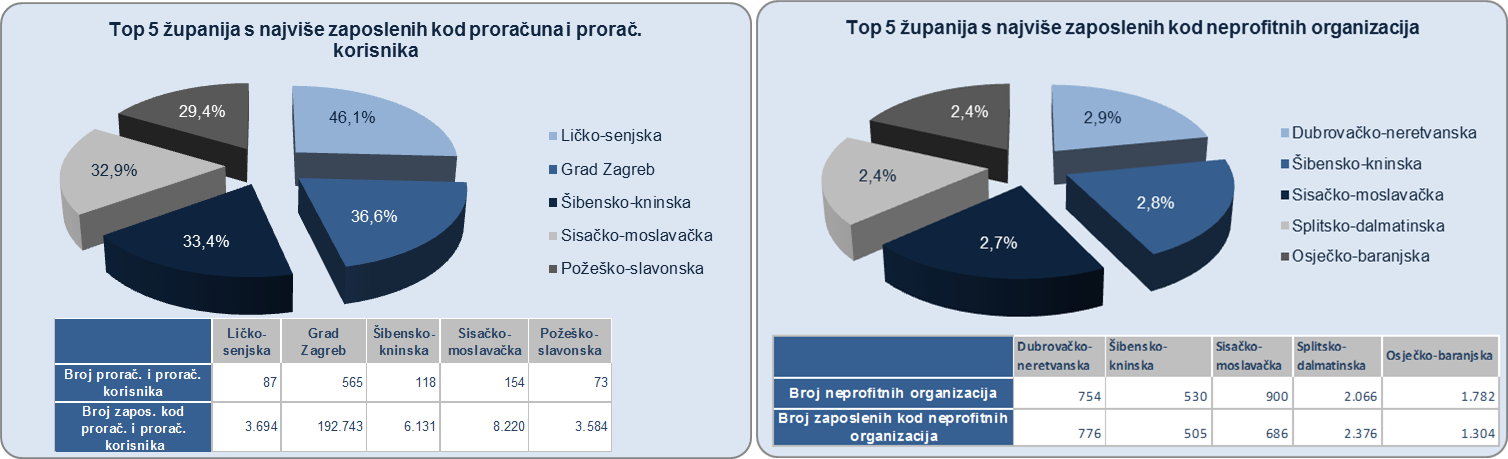 Top 5 županija s najviše zaposlenih kod proračuna i prorač.
korisnika
46,1%
36,6%
33,4%
32,9%
29,4%
Ličko-senjska
Grad Zagreb
Šibensko-kninska
Sisačko-moslavačka
Požeško-slavonska
Ličko-
senjska
Grad
Zagreb
Šibensko-
kninska
Sisačko-
moslavačka
Požeško-
slavonska
Broj prorač. i prorač.
korisnika
87 565 118 154 73
Broj zapos. kod
prorač. i prorač.
korisnika
3.694 192.743 6.131 8.220 3.584
Top 5 županija s najviše zaposlenih kod neprofitnih organizacija
2,9%
2,8%
2,7%
2,4%
2,4%
Dubrovačko-neretvanska
Šibensko-kninska
Sisačko-moslavačka
Splitsko-dalmatinska
Osječko-baranjska
Dubrovačko-
neretvanska
Šibensko-
kninska
Sisačko-
moslavačka
Splitsko-
dalmatinska
Osječko-baranjska
Broj neprofitnih organizacija 754 530 900 2.066 1.782
Broj zaposlenih kod neprofitnih
organizacija
776 505 686 2.376 1.304